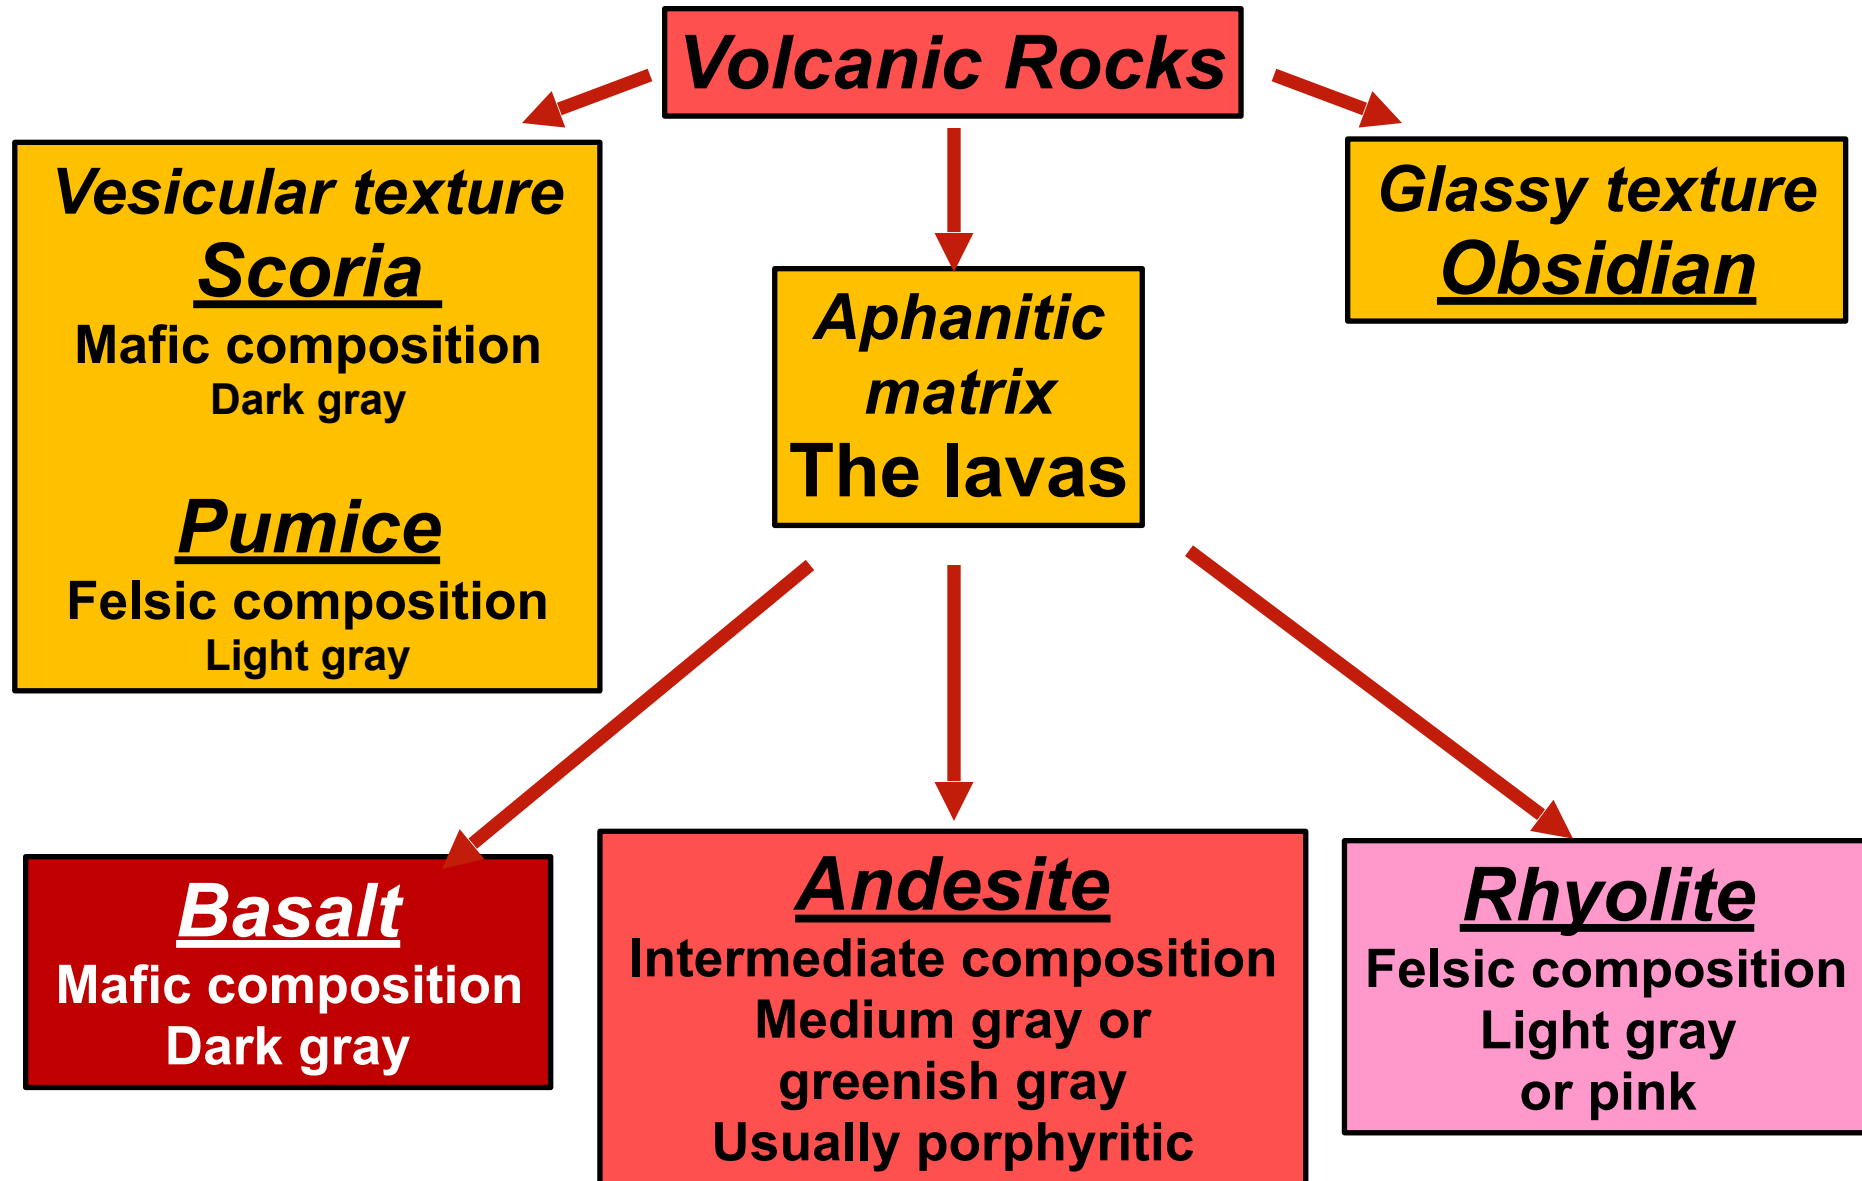 Volcanic Rocks
Vesicular texture
Scoria
Mafic composition
Dark gray
Pumice
Felsic composition
Light gray
Aphanitic
matrix
The lavas
Glassy texture
Obsidian
Basalt
Mafic composition
Dark gray
Andesite
Intermediate composition
Medium gray or
greenish gray
Usually porphyritic
Rhyolite
Felsic composition
Light gray
or pink